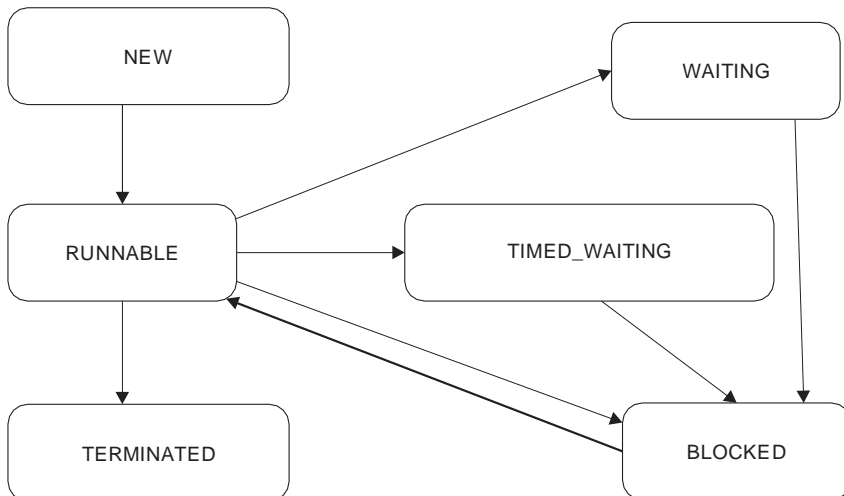 NEW
WAITING
RUNNABLE
TIMED_WAITING
TERMINATED
BLOCKED